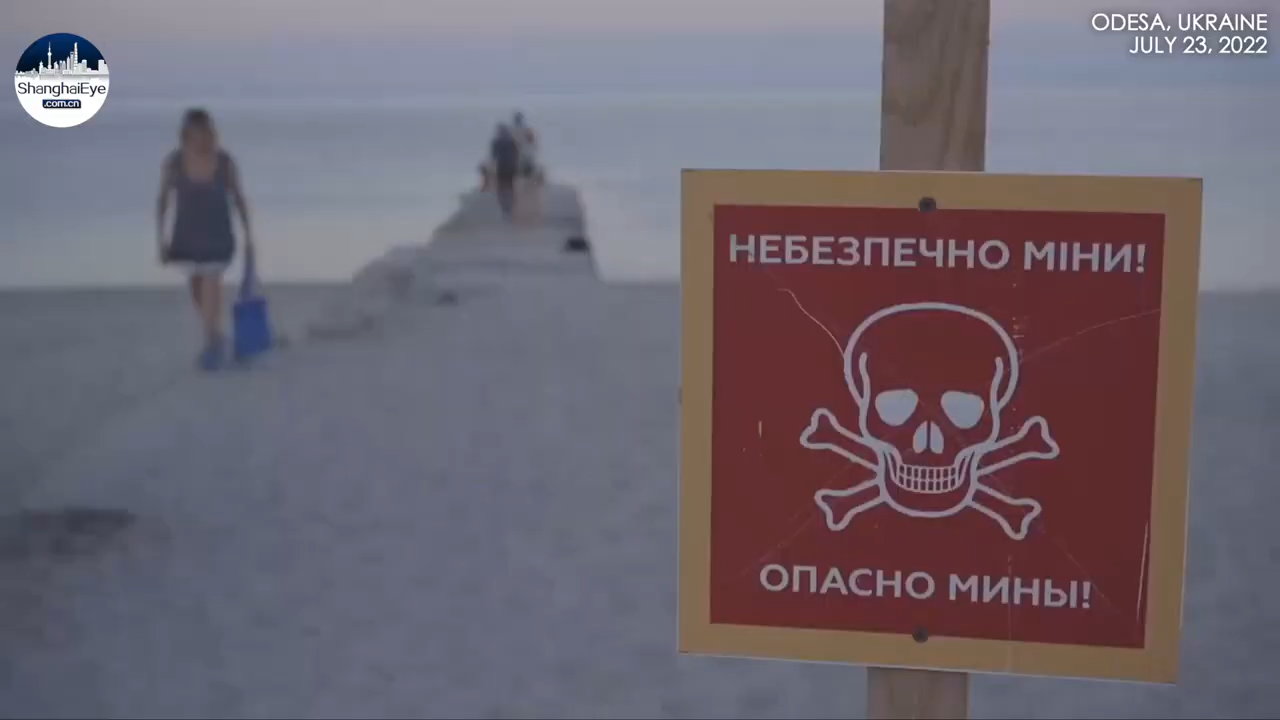 ShanghaiEye
.com.cn
ODESA, UKRAINE
JULY 23, 2022
НЕБЕЗПЕЧНО МІНИ!
ОПАСНО МИНЫ!